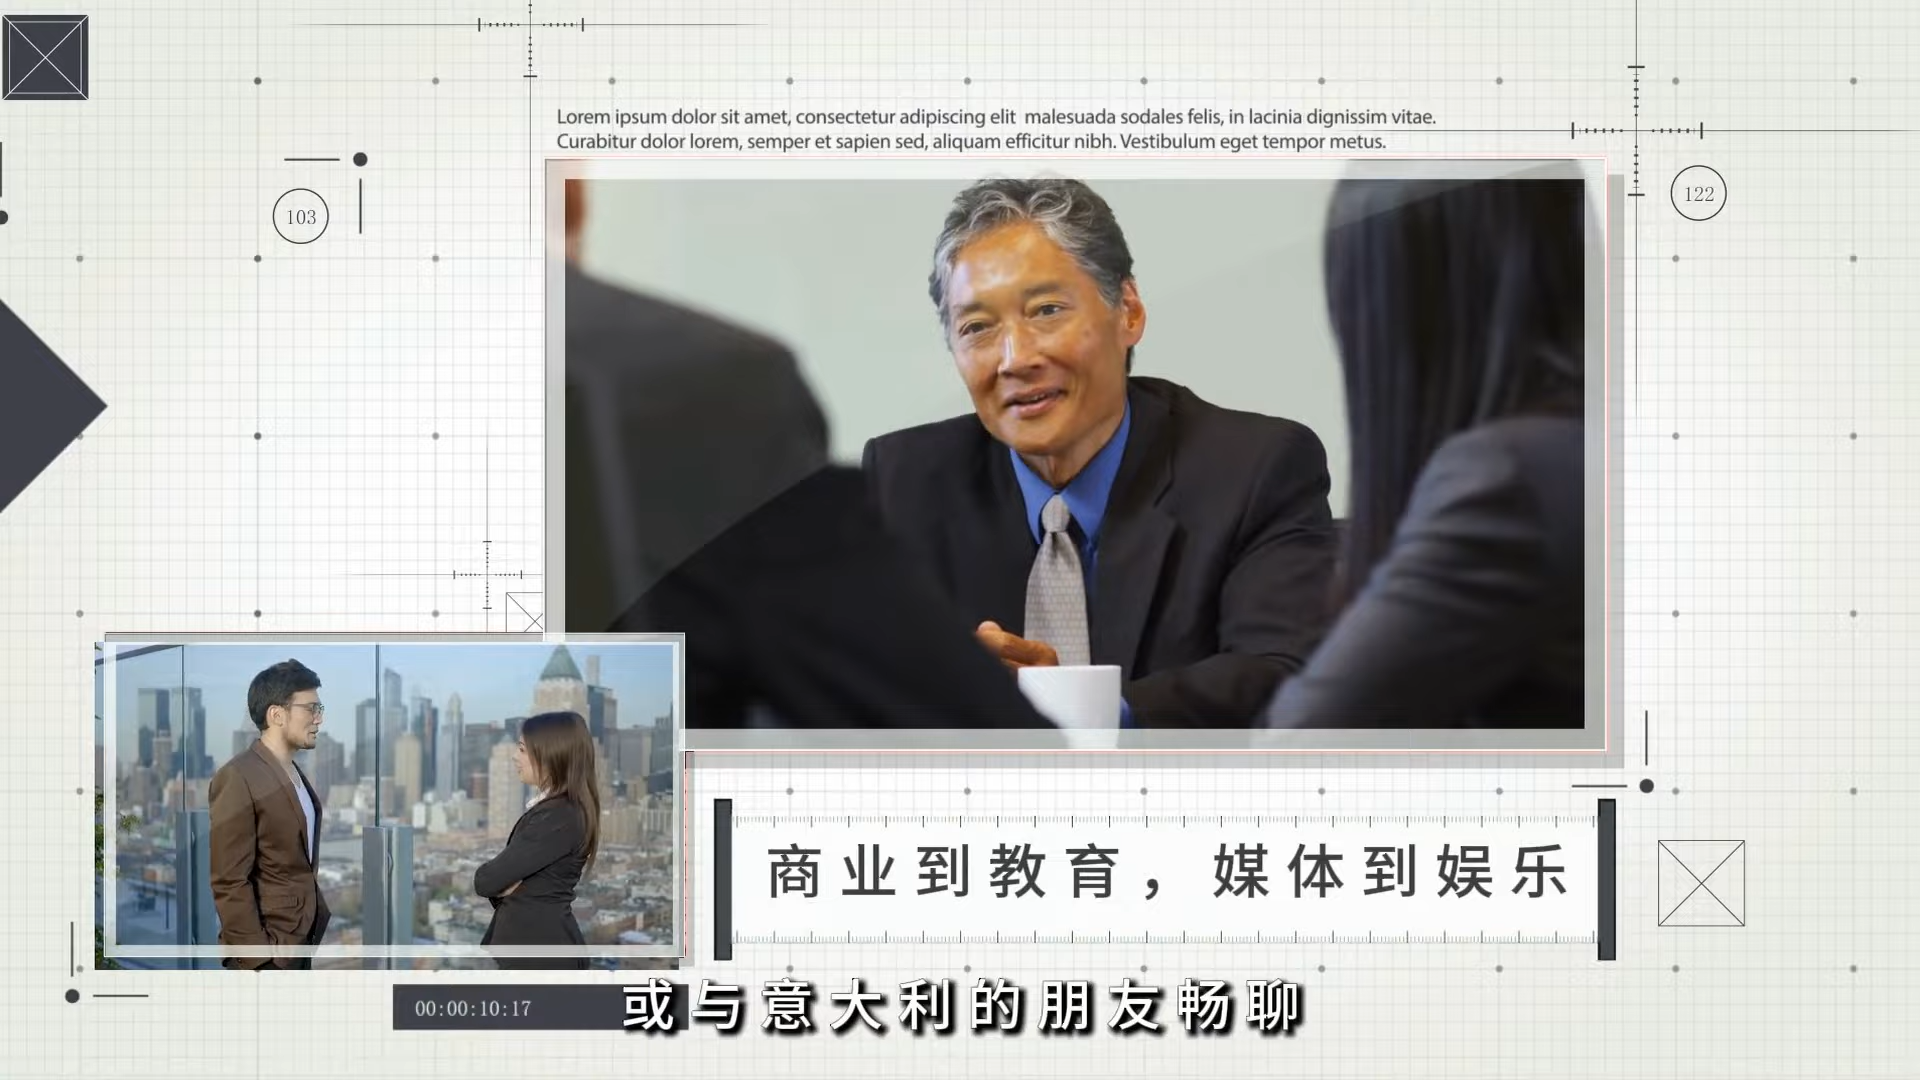 Lorem ipsum dolor sit amet, consectetur adipiscing elit malesuada sodales felis, in lacinia dignissim vitae.
Curabitur dolor lorem, semper et sapien sed, aliquam efficitur nibh. Vestibulum eget tempor metus.
103
122
商业到教育，媒体到娱乐
00:00:10:17
或与意大利的朋友畅聊